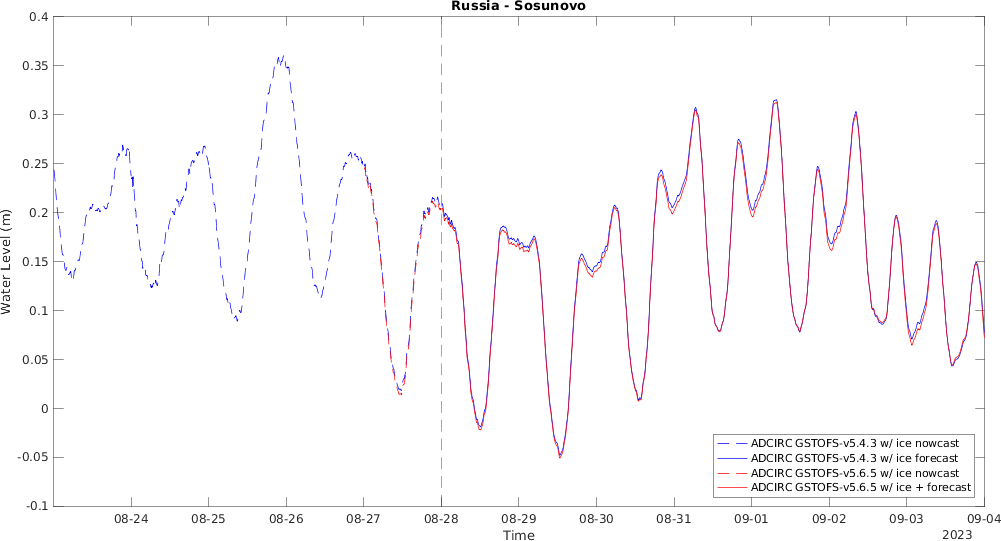 Russia - Sosunovo
0.4
0.35
0.3
0.25
0.2
0.15
0.1
0.05
0
-0.05
-0.1
Water Level (m)
08-24 08-25 08-26 08-27 08-28 08-29 08-30 08-31 09-01 09-02 09-03 09-04
Time
2023
ADCIRC GSTOFS-v5.4.3 w/ ice nowcast
ADCIRC GSTOFS-v5.4.3 w/ ice forecast
ADCIRC GSTOFS-v5.6.5 w/ ice nowcast
ADCIRC GSTOFS-v5.6.5 w/ ice + forecast